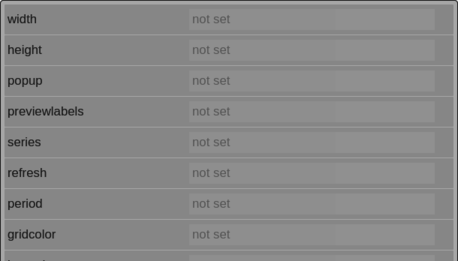 width not set
height not set
popup not set
previewlabels not set
series not set
refresh not set
period not set
gridcolor not set